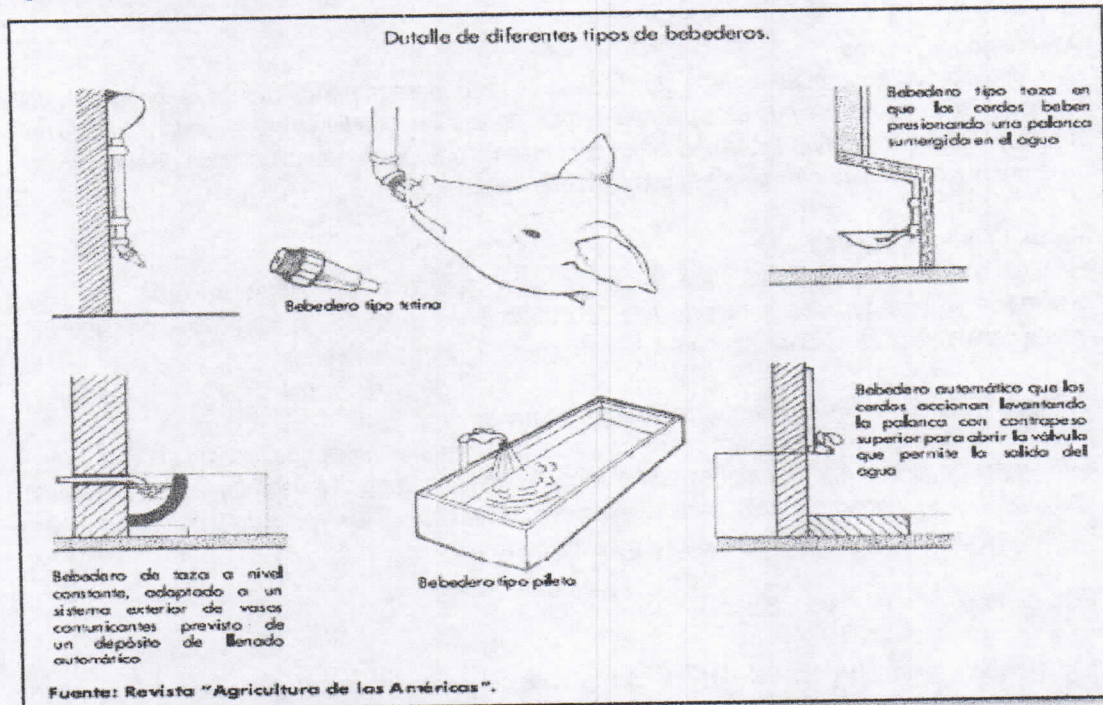 Dutalle de diferentes tipos de bebederos.
Bebedero tipo taza en
que los cerdos beben
presionando una palanca
sumergida en el agua
Bebedero tipo tetina
Bebedero automático que los
cerdos accionan levantando
la palanca con contrapeso
superior para abrir la válvula
que permite la salida del
agua
Bebedero de taza a nivel
constante, adaptado a un
sistema exterior de vasos
comunicantes previsto de
un depósito de llenado
automático
Bebedero tipo pileta
Fuente: Revista "Agricultura de las Américas".